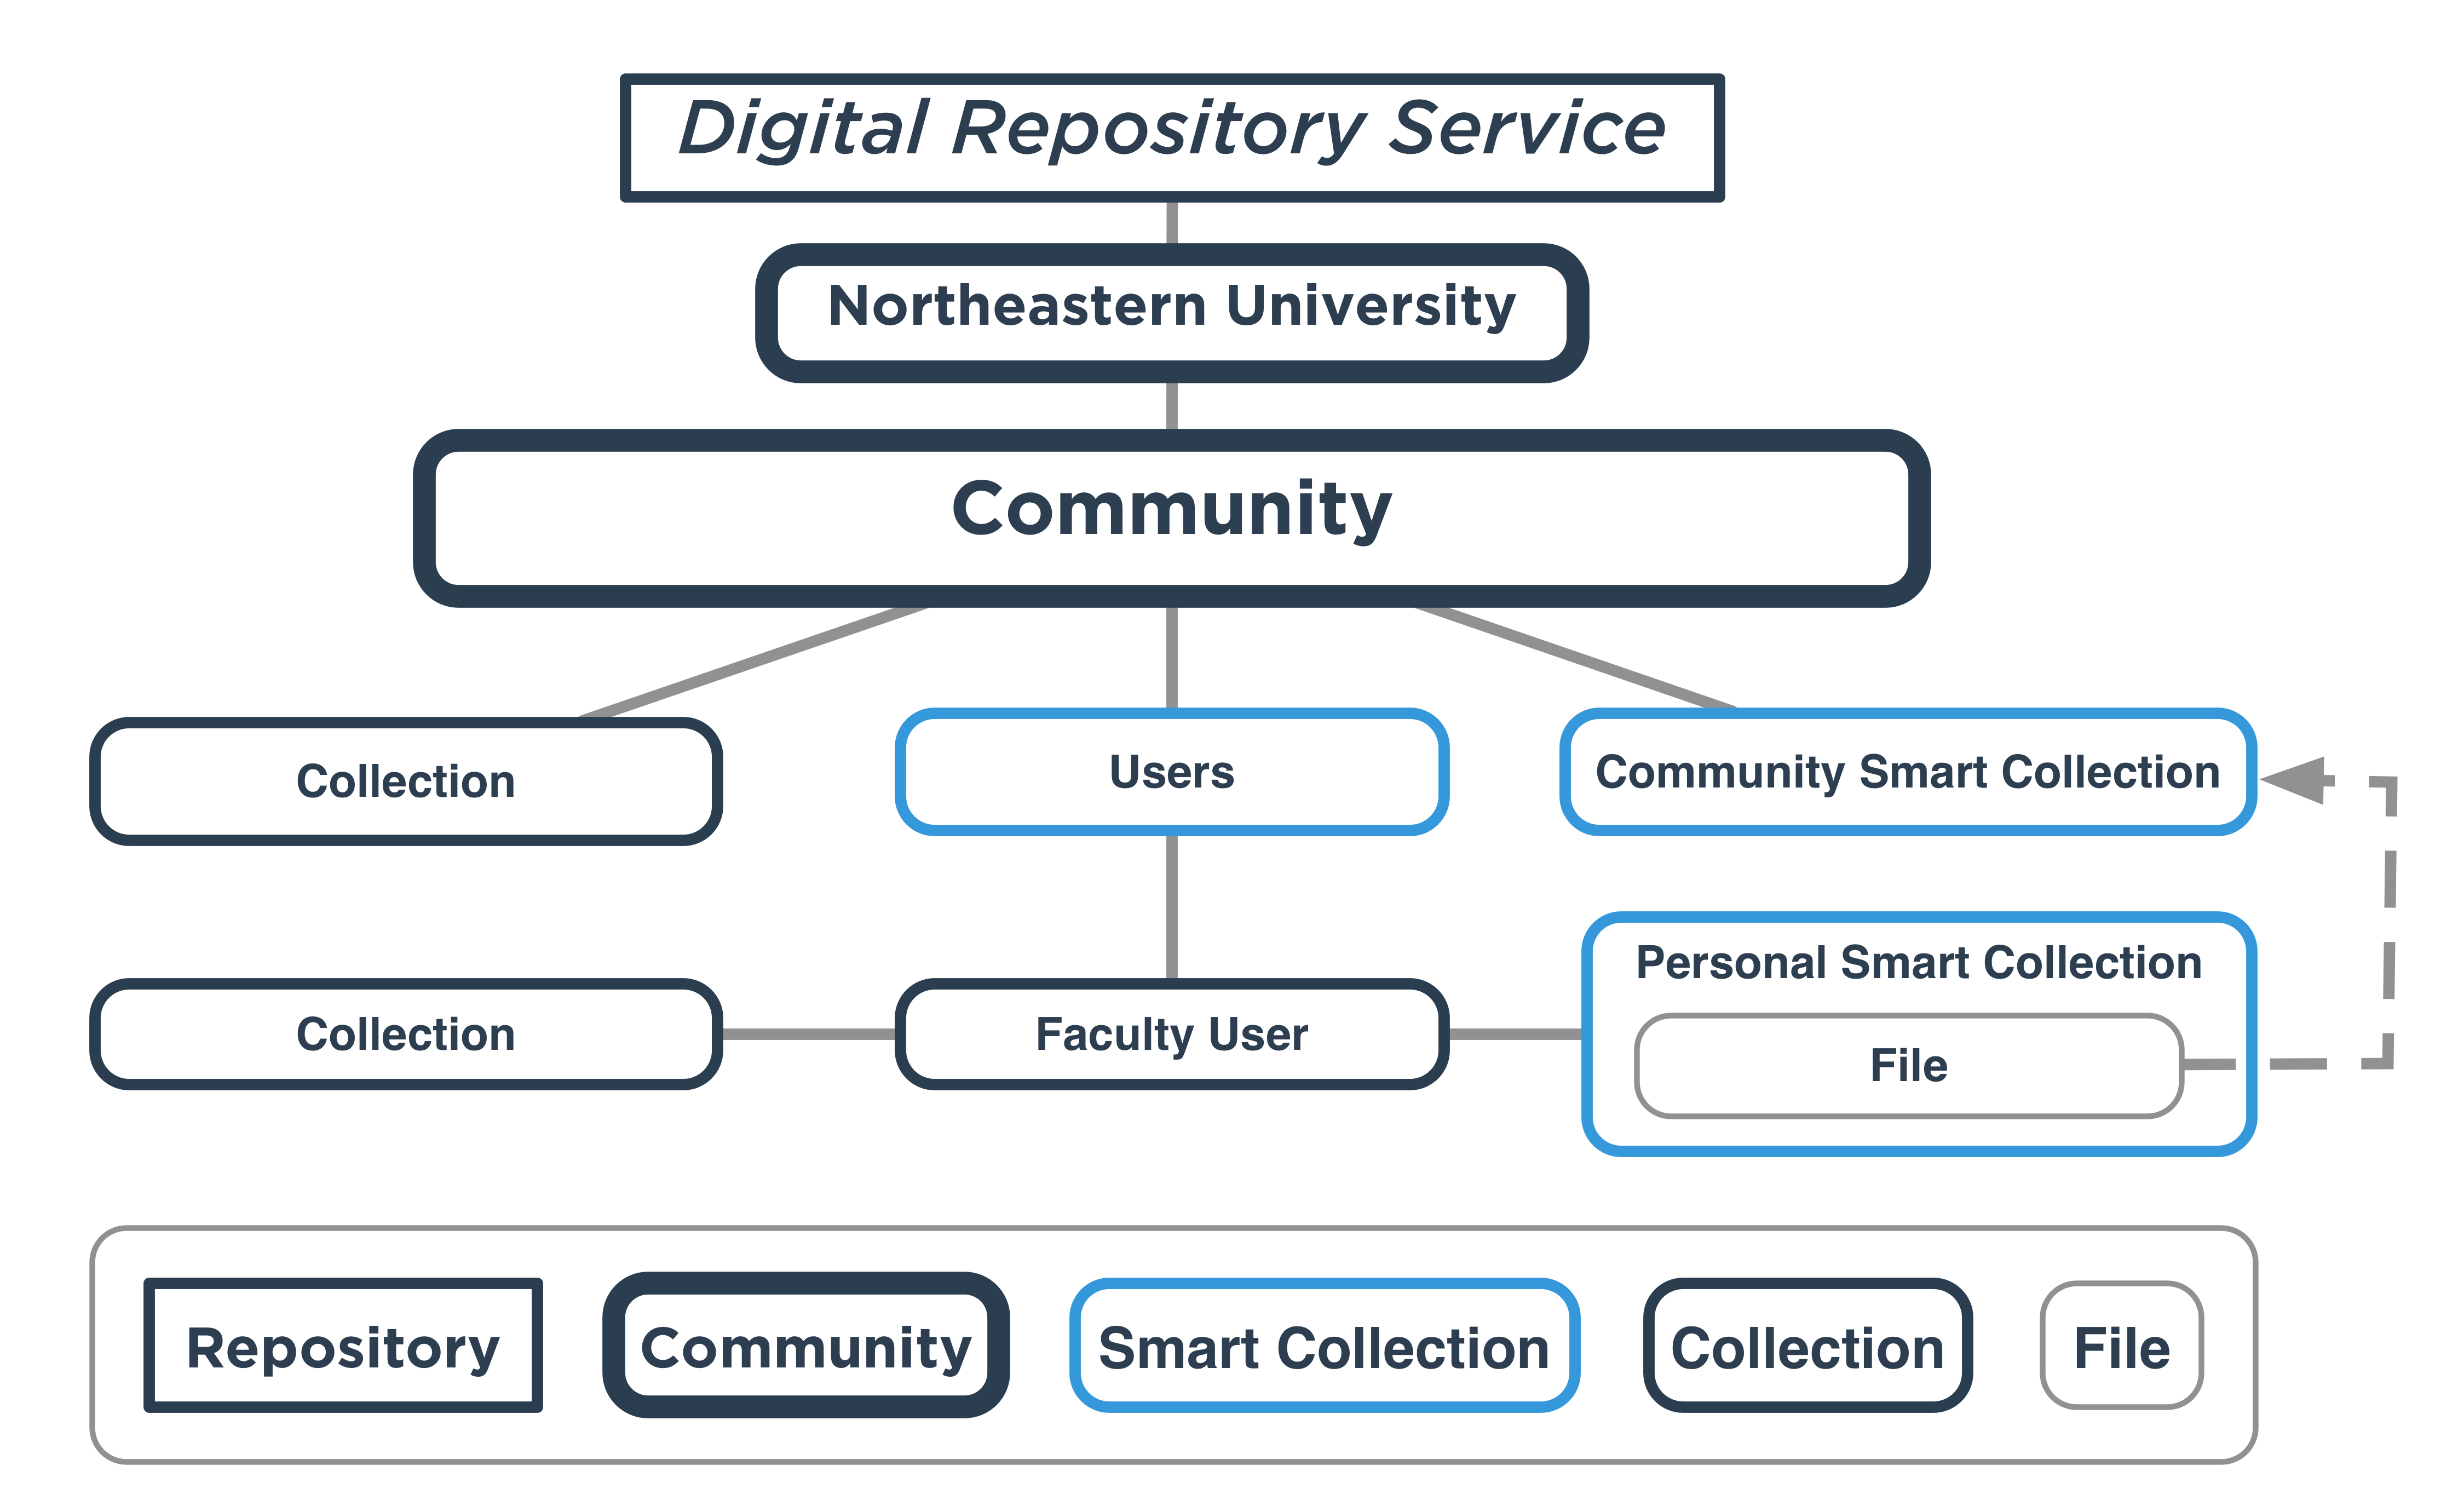 Digital Repository Service
Northeastern University
Community
Collection
Users
Community Smart Collection
Collection
Faculty User
Personal Smart Collection
File
Repository
Community
Smart Collection
Collection
File